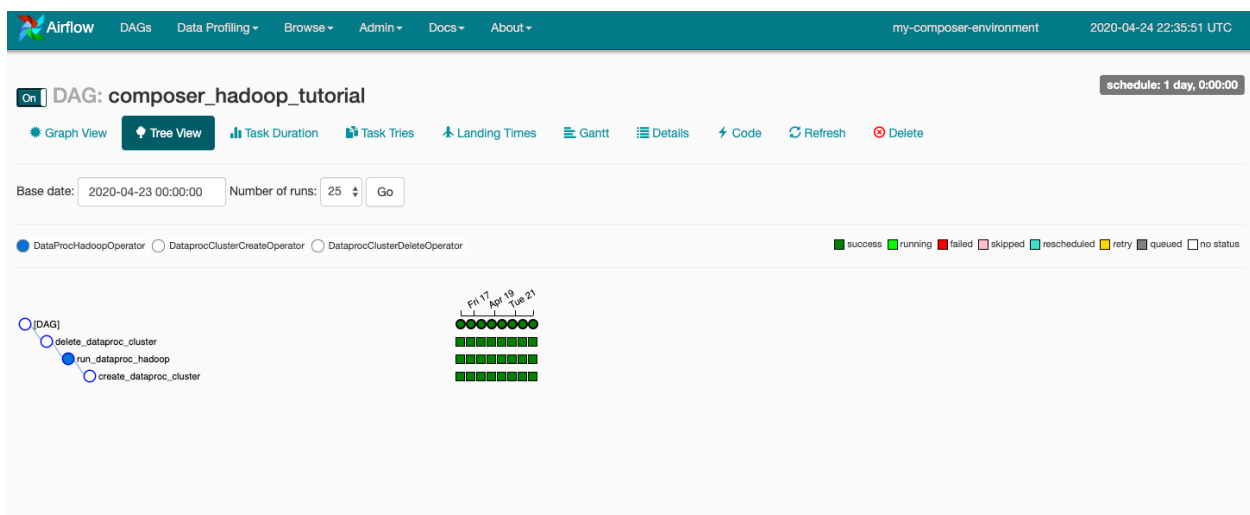 Airflow DAGs Data Profiling Browse Admin Docs About my-composer-environment 2020-04-24 22:35:51 UTC
On DAG: composer_hadoop_tutorial schedule: 1 day, 0:00:00
Graph View Tree View Task Duration Task Tries Landing Times Gantt Details Code Refresh Delete
Base date: 2020-04-23 00:00:00 Number of runs: 25 Go
DataProcHadoopOperator DataprocClusterCreateOperator DataprocClusterDeleteOperator success running failed skipped rescheduled retry queued no status
Fri 17 Apr 19 Tue 21
[DAG]
delete_dataproc_cluster
run_dataproc_hadoop
create_dataproc_cluster